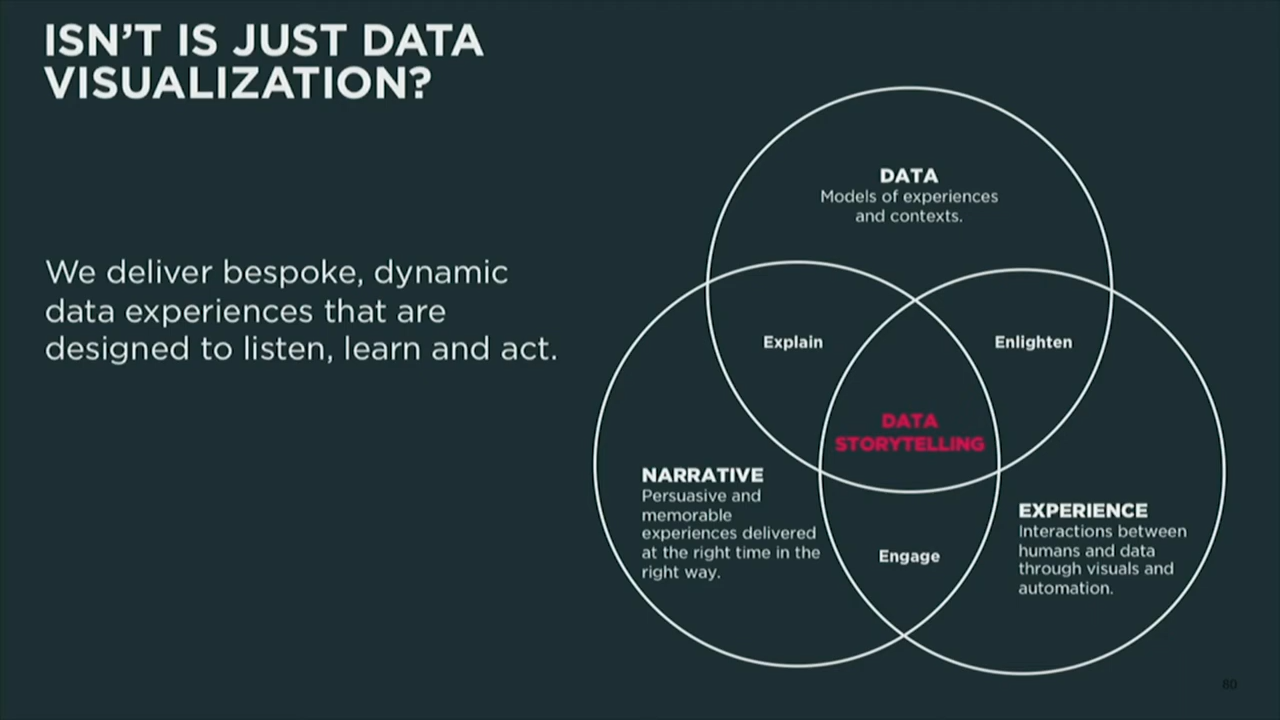 ISN'T IS JUST DATA
VISUALIZATION?
We deliver bespoke, dynamic
data experiences that are
designed to listen, learn and act.
DATA
Models of experiences
and contexts.
Explain
Enlighten
DATA
STORYTELLING
NARRATIVE
Persuasive and
memorable
experiences delivered
at the right time in the
right way.
EXPERIENCE
Interactions between
humans and data
through visuals and
automation.
Engage
80